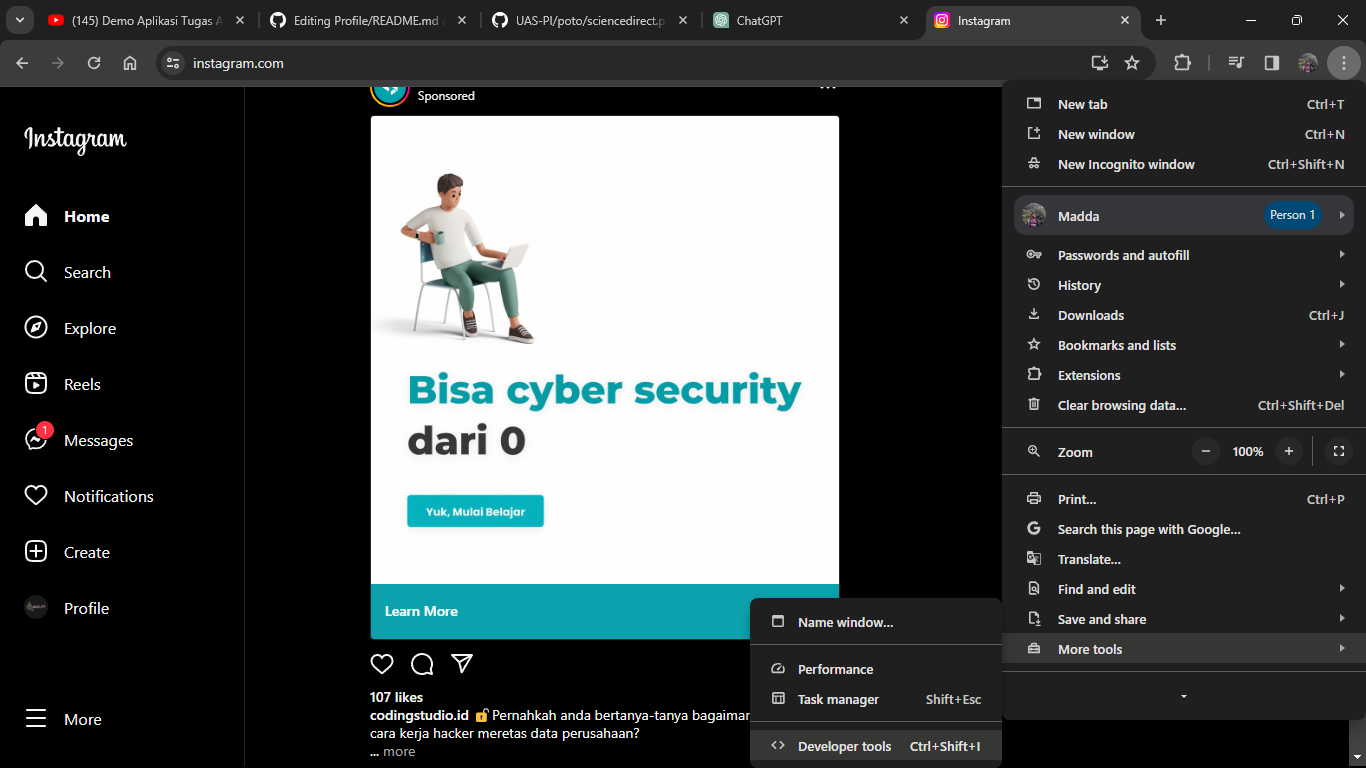 (145) Demo Aplikasi Tugas A
Editing Profile/README.md
UAS-PI/poto/sciencedirect.p
ChatGPT
Instagram
instagram.com
Instagram
Home
Search
Explore
Reels
1
Messages
Notifications
Create
Profile
More
Sponsored
Bisa cyber security
dari 0
Yuk, Mulai Belajar
Learn More
107 likes
codingstudio.id 🔓 Pernahkah anda bertanya-tanya bagaimar
cara kerja hacker meretas data perusahaan?
... more
New tab Ctrl+T
New window Ctrl+N
New Incognito window Ctrl+Shift+N
Madda Person 1
Passwords and autofill
History
Downloads Ctrl+J
Bookmarks and lists
Extensions
Clear browsing data... Ctrl+Shift+Del
Zoom − 100% +
Print... Ctrl+P
Search this page with Google...
Translate...
Find and edit
Save and share
More tools
Name window...
Performance
Task manager Shift+Esc
Developer tools Ctrl+Shift+I